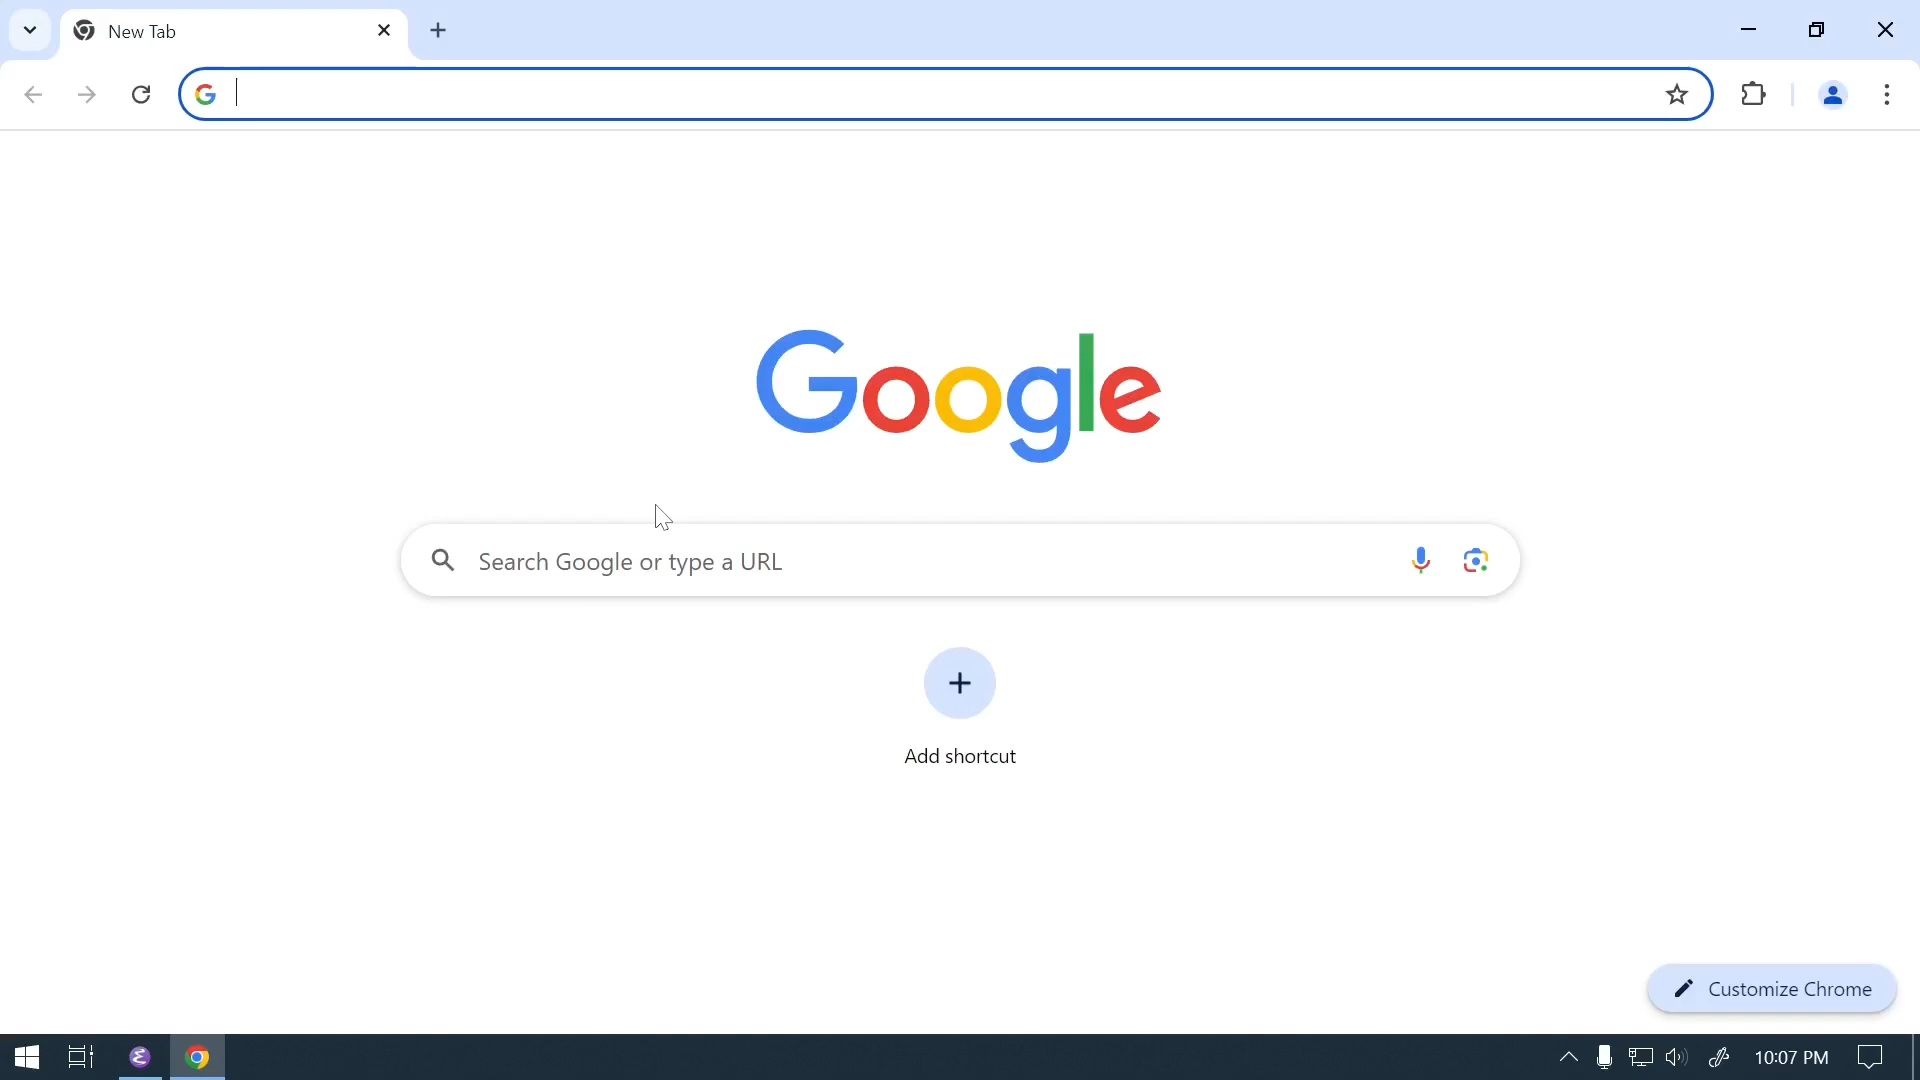 New Tab
Google
Search Google or type a URL
Add shortcut
Customize Chrome
10:07 PM